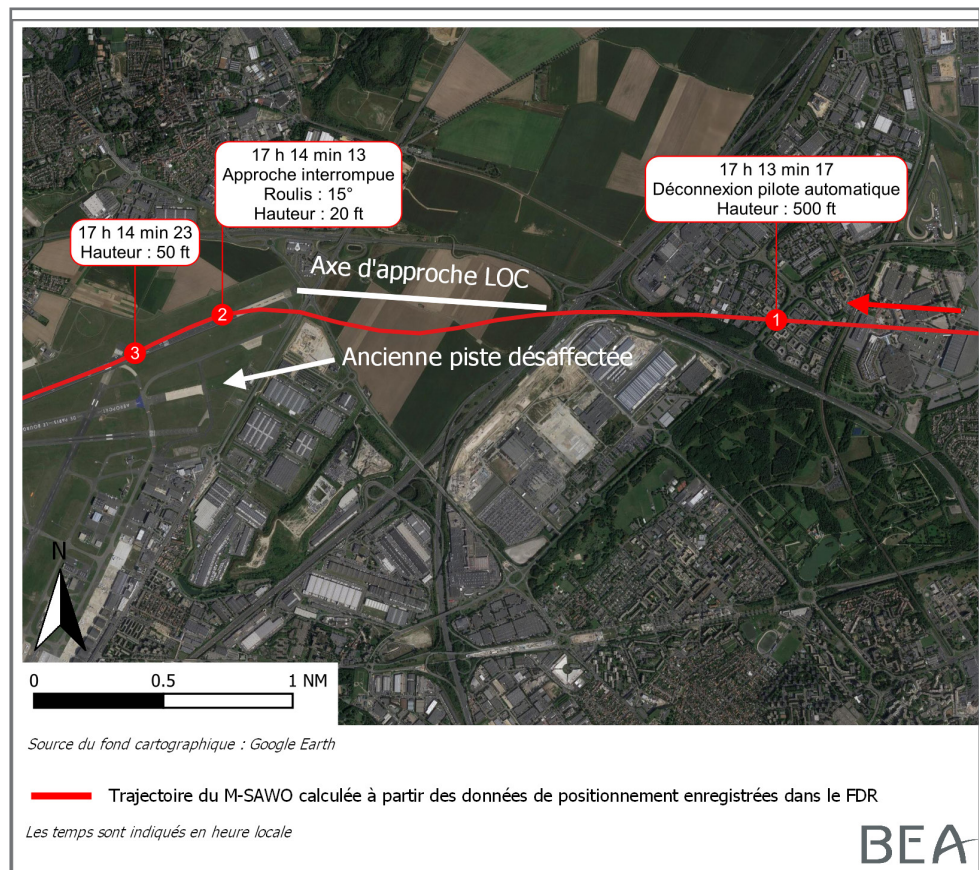 17 h 14 min 13
Approche interrompue
Roulis : 15°
Hauteur : 20 ft
17 h 13 min 17
Déconnexion pilote automatique
Hauteur : 500 ft
17 h 14 min 23
Hauteur : 50 ft
Axe d'approche LOC
1
2
3
Ancienne piste désaffectée
N
0 0.5 1 NM
Source du fond cartographique : Google Earth
Trajectoire du M-SAWO calculée à partir des données de positionnement enregistrées dans le FDR
Les temps sont indiqués en heure locale
BEA